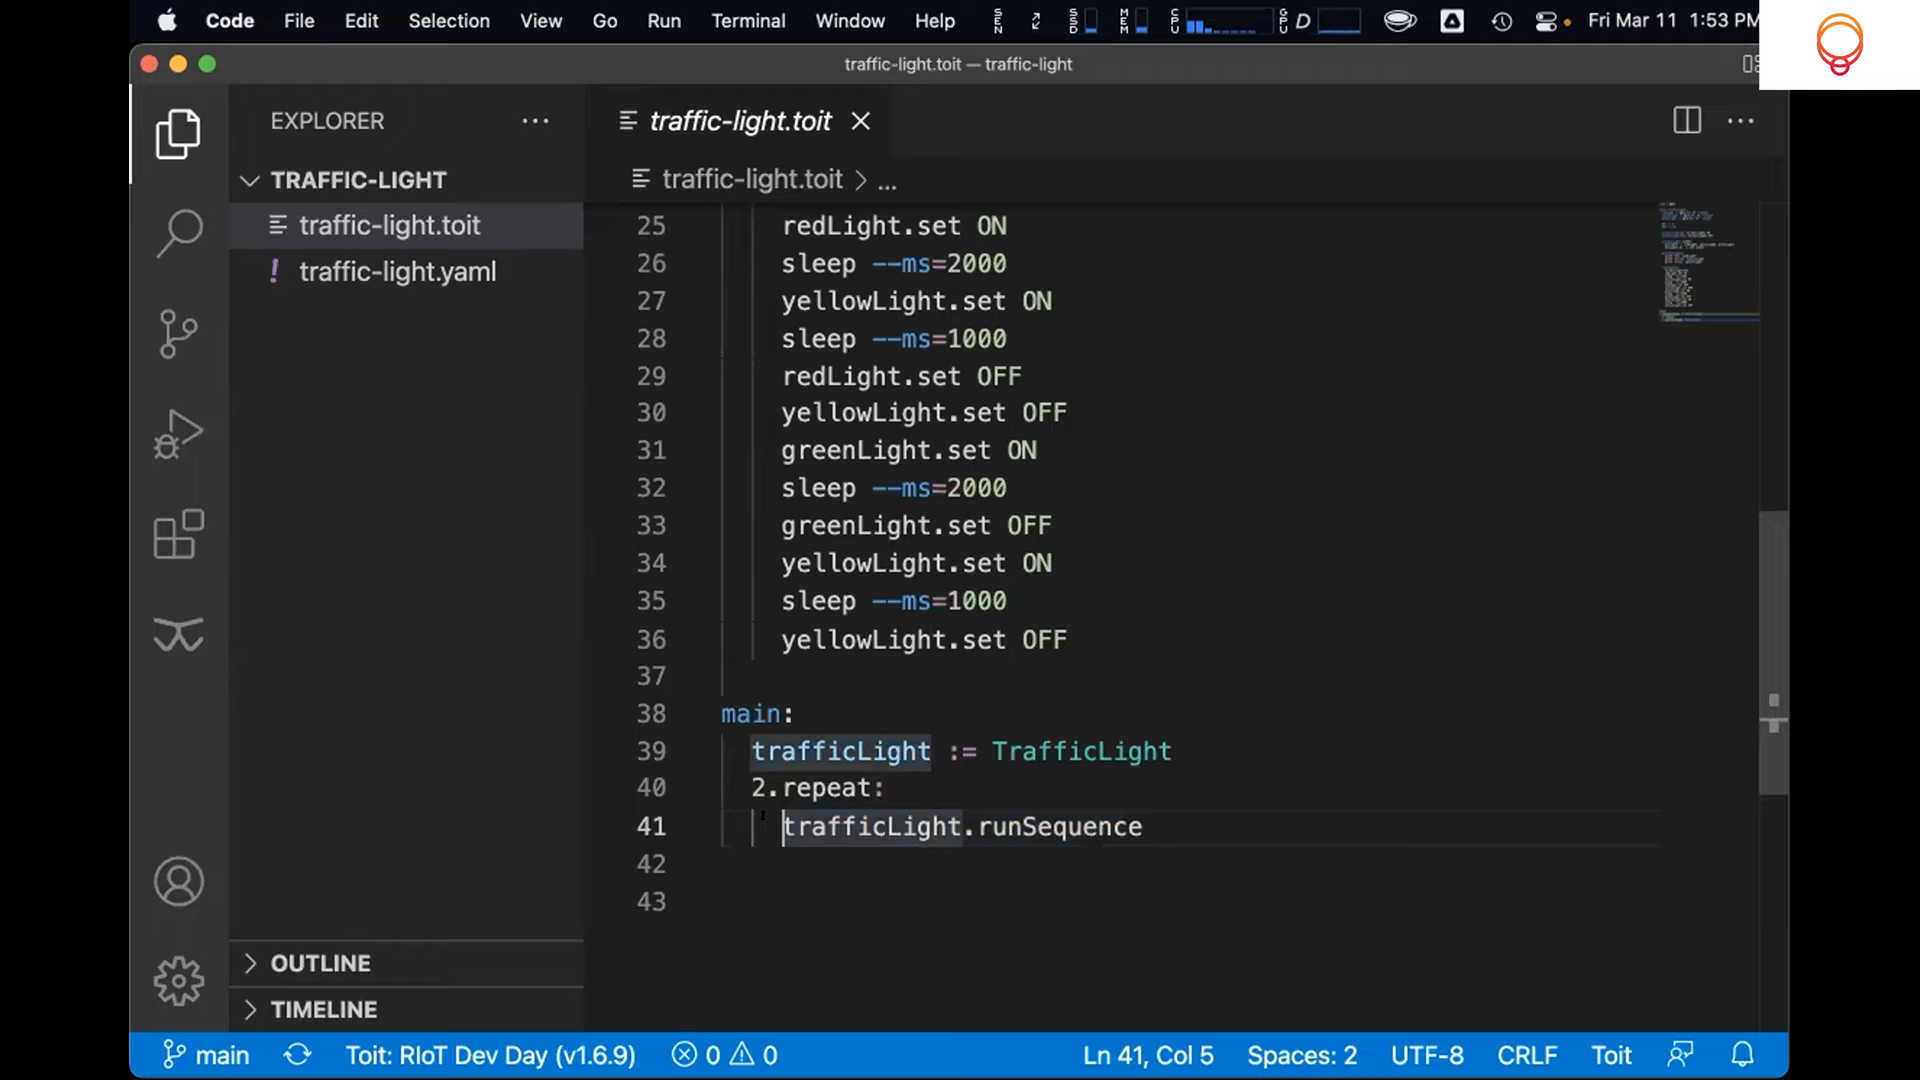 Code File Edit Selection View Go Run Terminal Window Help SEN SSD MEM CPU GPU D Fri Mar 11 1:53 PM
traffic-light.toit — traffic-light
EXPLORER
traffic-light.toit
TRAFFIC-LIGHT
traffic-light.toit > ...
traffic-light.toit
! traffic-light.yaml
25 redLight.set ON
26 sleep --ms=2000
27 yellowLight.set ON
28 sleep --ms=1000
29 redLight.set OFF
30 yellowLight.set OFF
31 greenLight.set ON
32 sleep --ms=2000
33 greenLight.set OFF
34 yellowLight.set ON
35 sleep --ms=1000
36 yellowLight.set OFF
37
38 main:
39 trafficLight := TrafficLight
40 2.repeat:
41 trafficLight.runSequence
42
43
OUTLINE
TIMELINE
main Toit: RIoT Dev Day (v1.6.9) 0 0 Ln 41, Col 5 Spaces: 2 UTF-8 CRLF Toit